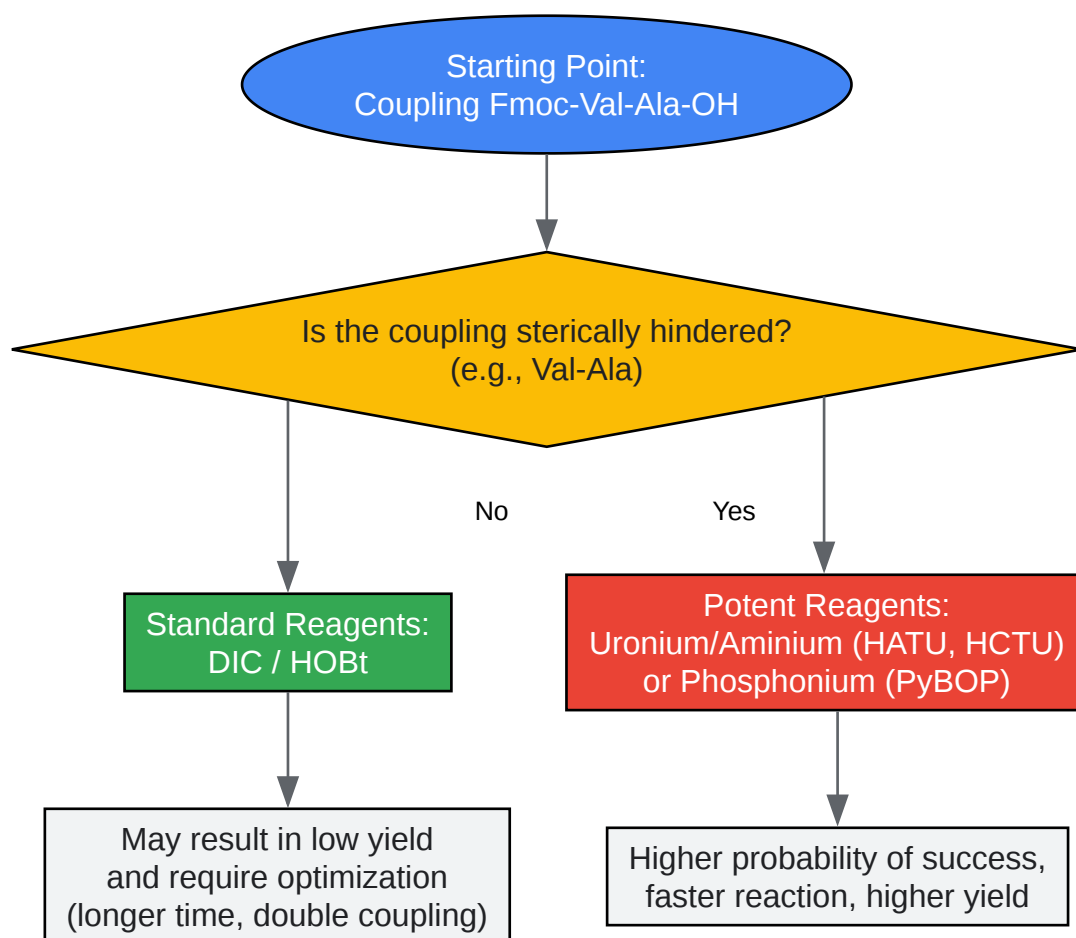 Starting Point:
Coupling Fmoc-Val-Ala-OH
Is the coupling sterically hindered?
(e.g., Val-Ala)
No
Yes
Standard Reagents:
DIC / HOBt
Potent Reagents:
Uronium/Aminium (HATU, HCTU)
or Phosphonium (PyBOP)
May result in low yield
and require optimization
(longer time, double coupling)
Higher probability of success,
faster reaction, higher yield